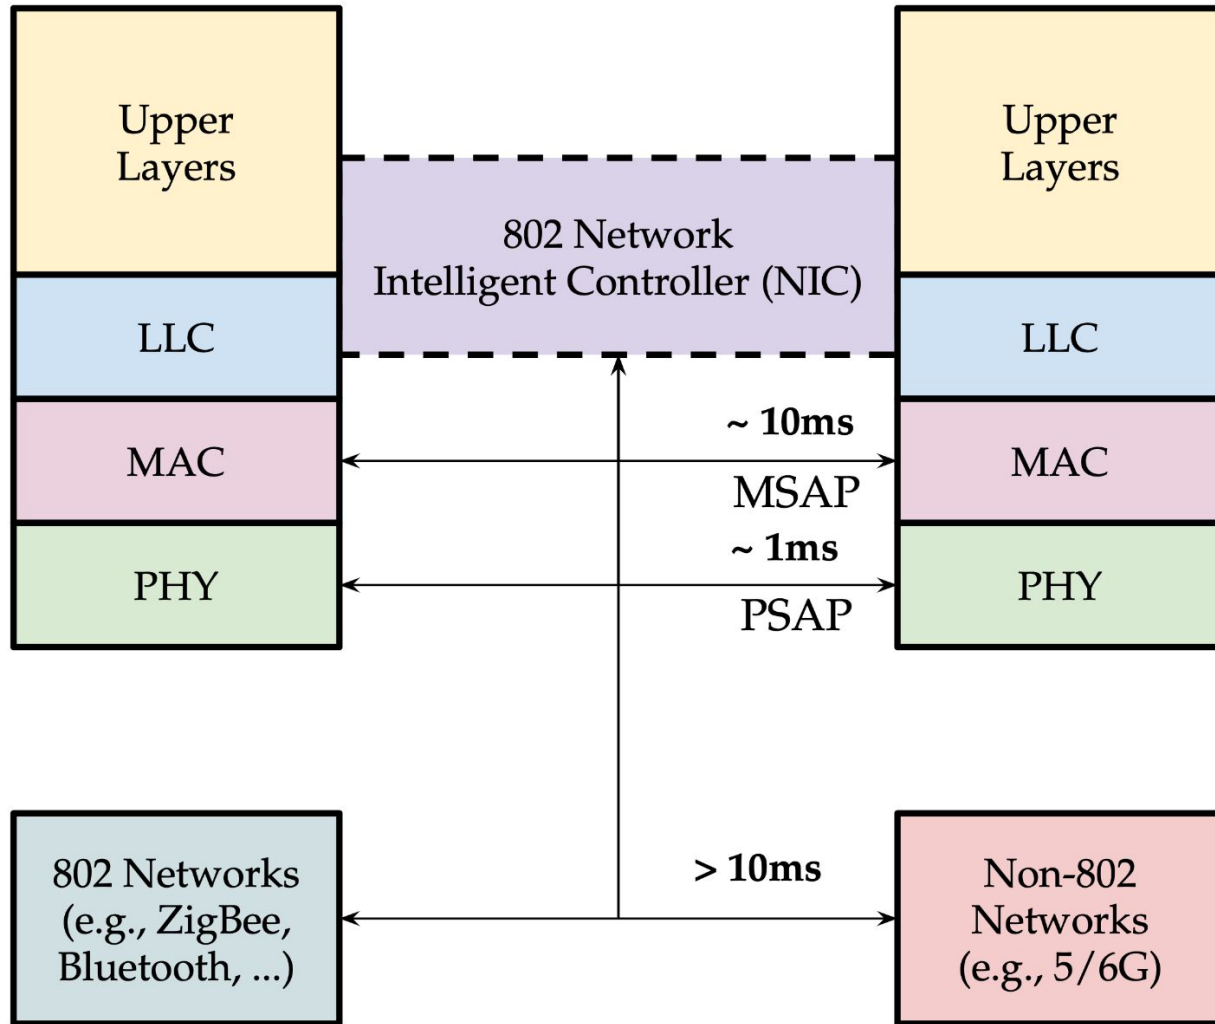 Upper
Layers
Upper
Layers
802 Network
Intelligent Controller (NIC)
LLC
LLC
~ 10ms
MAC
MAC
MSAP
~ 1ms
PHY
PHY
PSAP
802 Networks
(e.g., ZigBee,
Bluetooth, ...)
> 10ms
Non-802
Networks
(e.g., 5/6G)